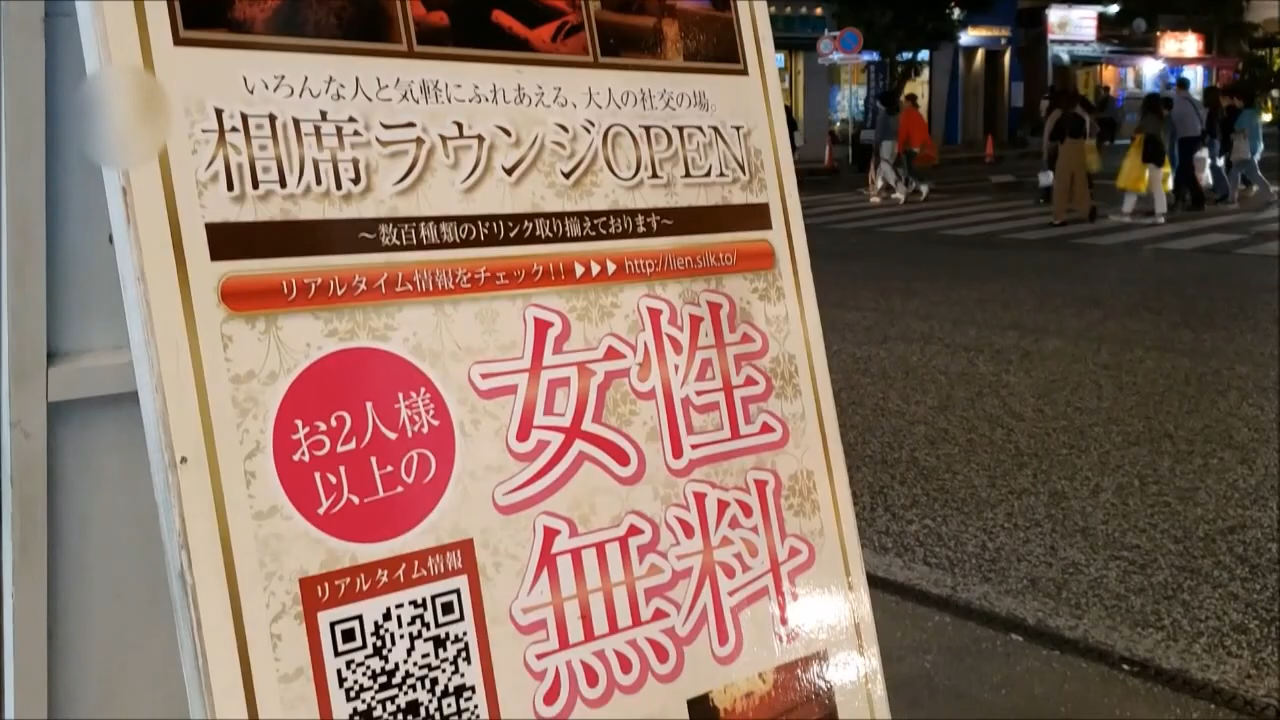 いろんな人と気軽にふれあえる、大人の社交の場。
相席ラウンジOPEN
～数百種類のドリンク取り揃えております～
リアルタイム情報をチェック!! ▶▶▶ http://lien.silk.to/
お2人様
以上の
女性
無料
リアルタイム情報